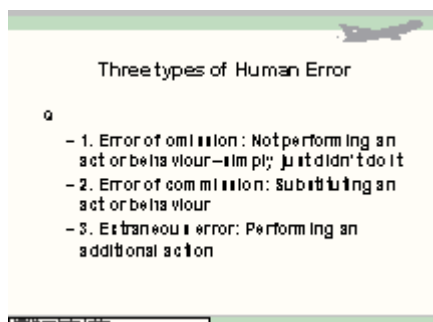 Three types of Human Error
– 1. Error of omission: Not performing an
act or behaviour–simply just didn't do it
– 2. Error of commission: Substituting an
act or behaviour
– 3. Extraneous error: Performing an
additional action